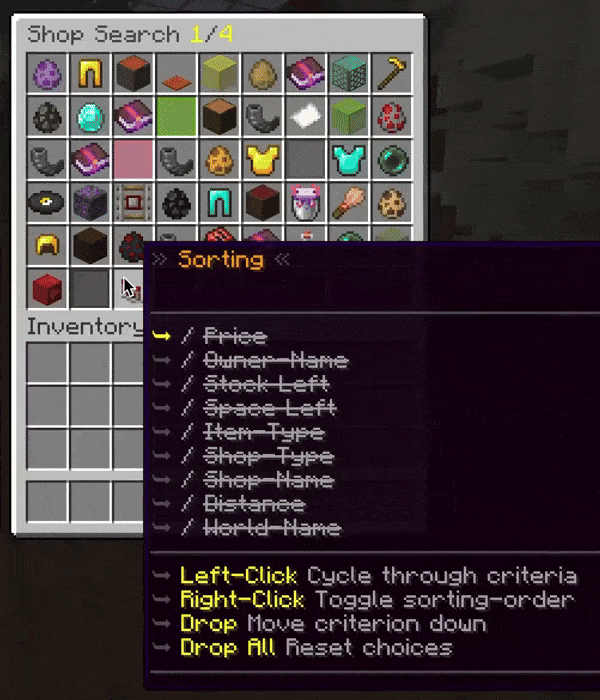 Shop Search 1/4
» Sorting «
/ Price
/ Owner-Name
/ Stock-Left
/ Space-Left
/ Item-Type
/ Shop-Type
/ Shop-Name
/ Distance
/ World-Name
Inventory
Left-Click Cycle through criteria
Right-Click Toggle sorting-order
Drop Move criterion down
Drop All Reset choices